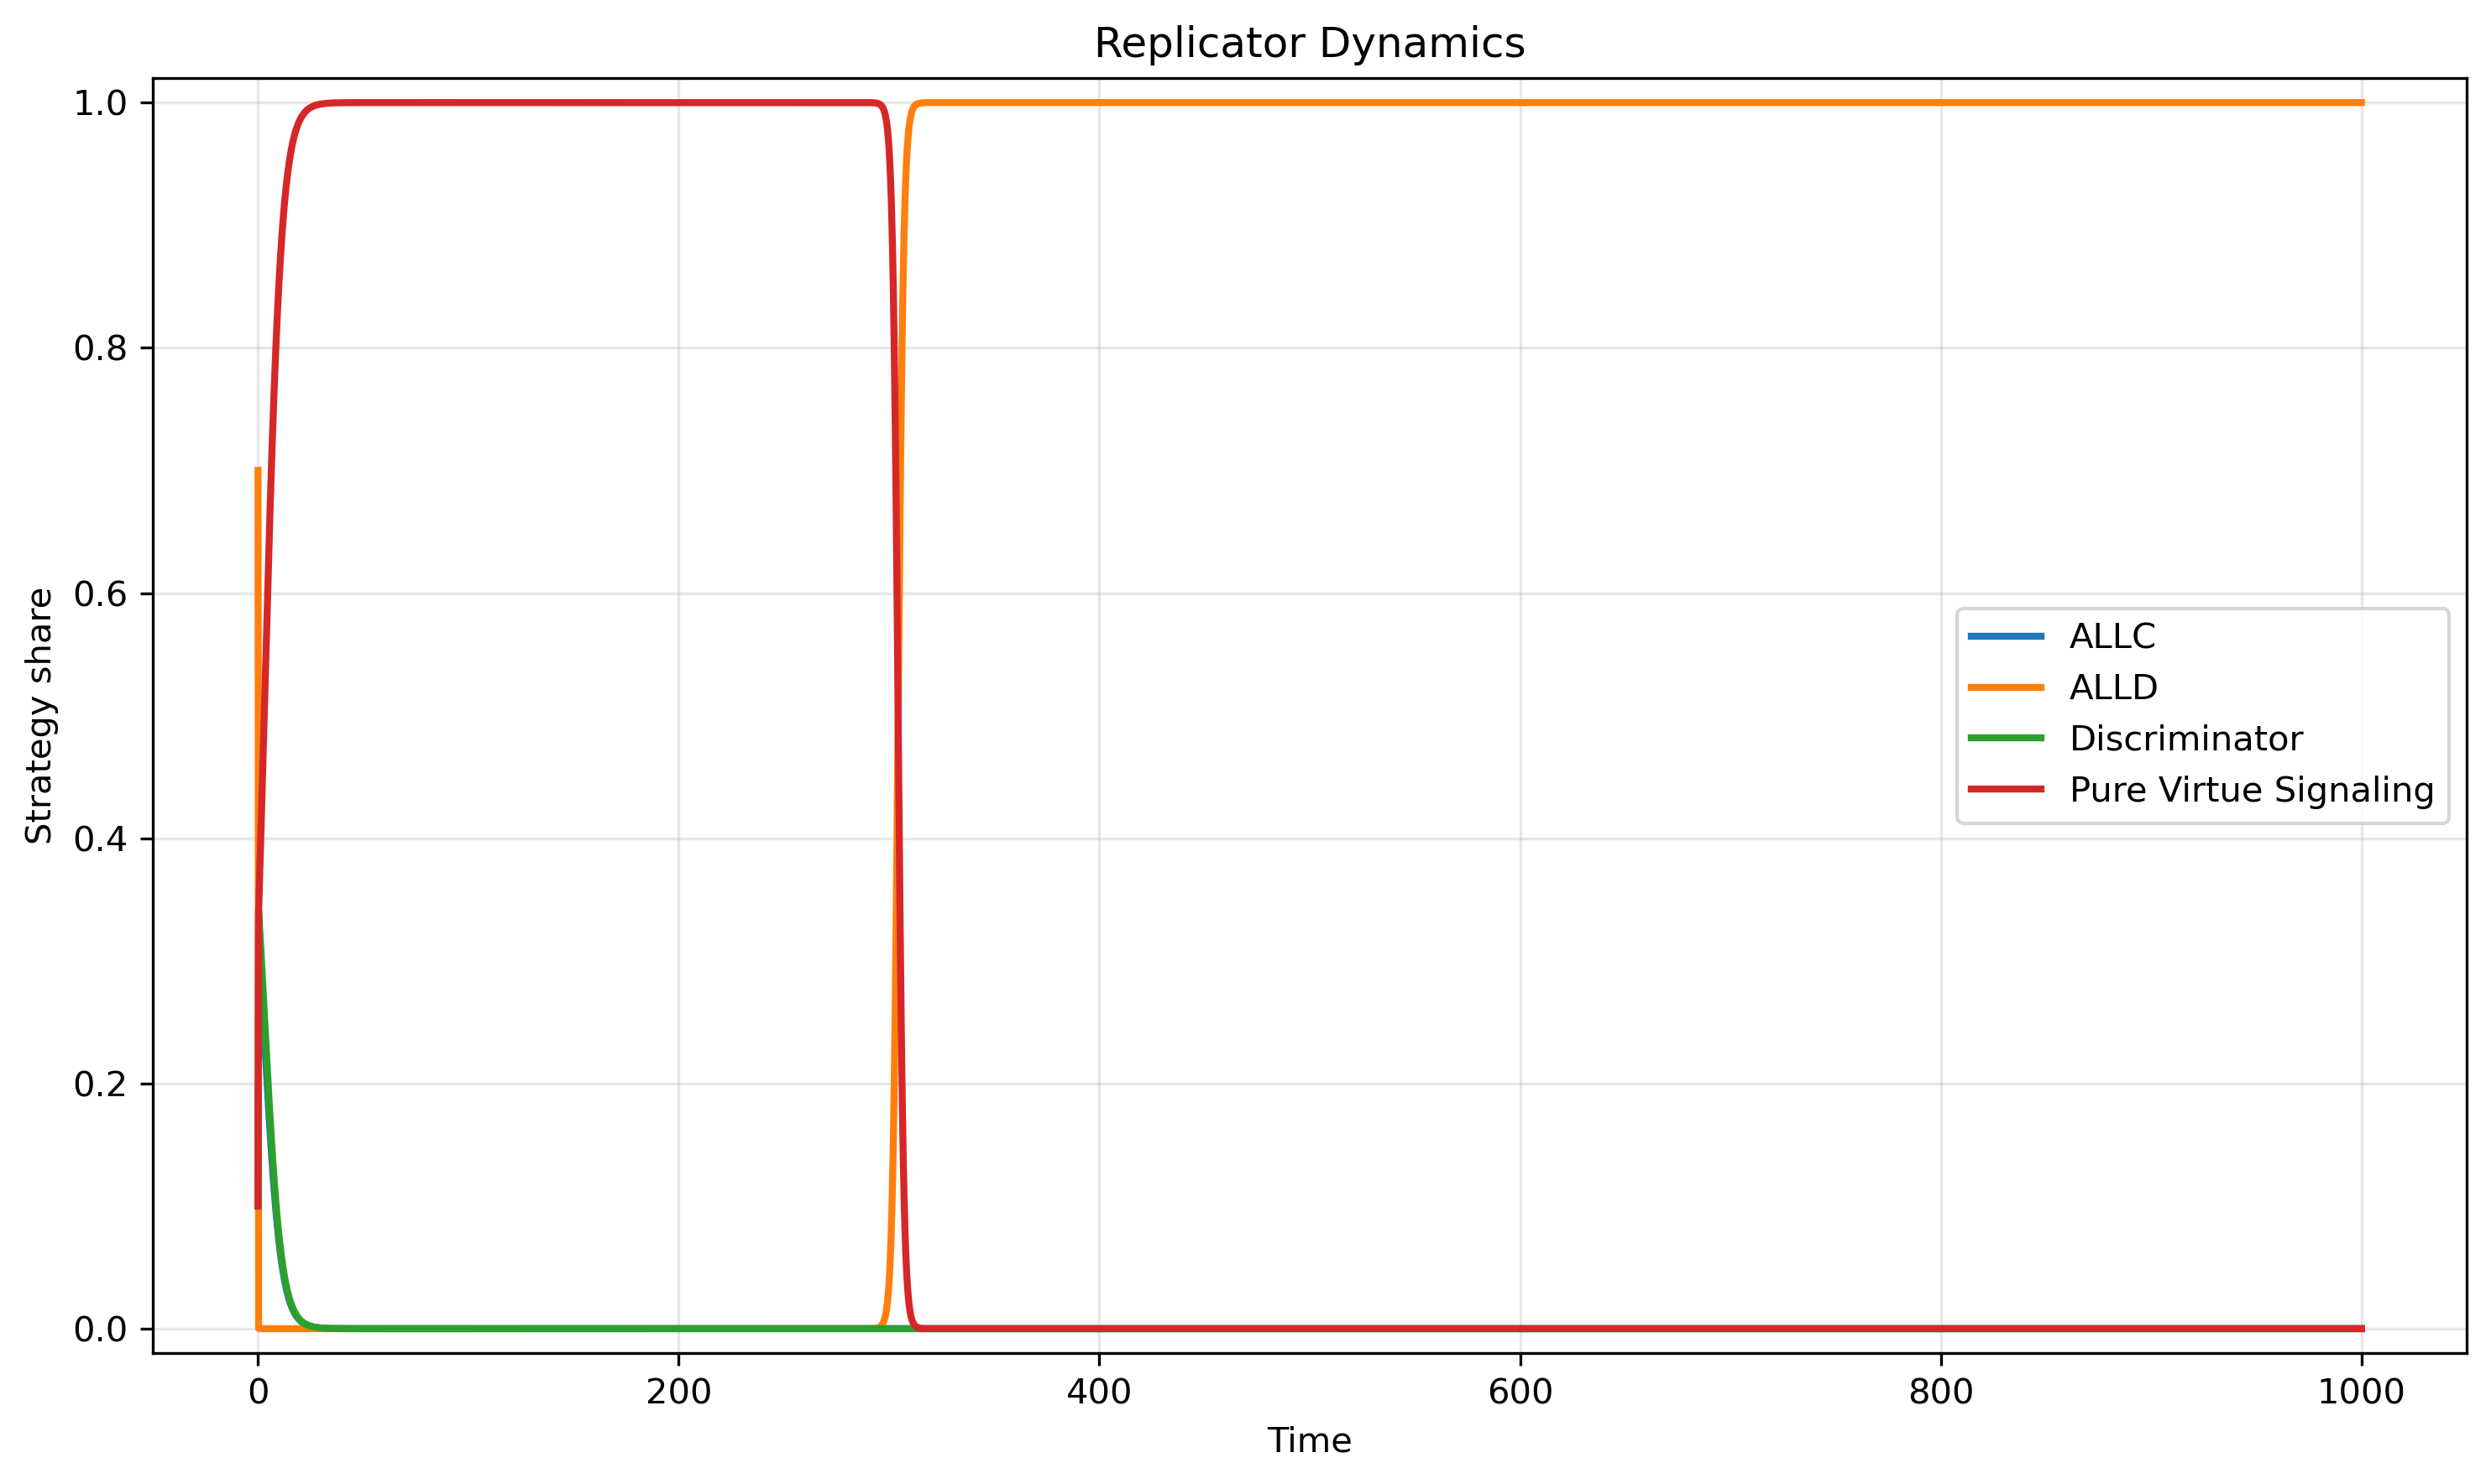 Replicator Dynamics
Strategy share
1.0
0.8
0.6
0.4
0.2
0.0
ALLC
ALLD
Discriminator
Pure Virtue Signaling
0 200 400 600 800 1000
Time